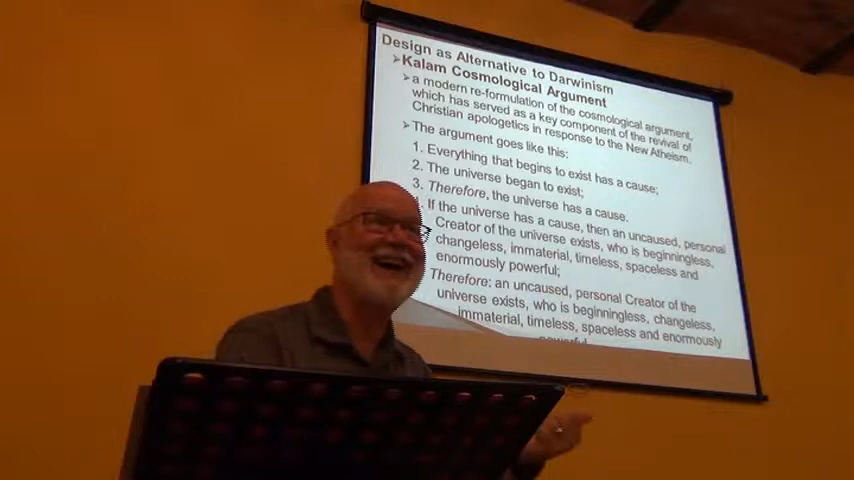 Design as Alternative to Darwinism
➢Kalam Cosmological Argument
➢a modern re-formulation of the cosmological argument,
which has served as a key component of the revival of
Christian apologetics in response to the New Atheism.
➢The argument goes like this:
1. Everything that begins to exist has a cause;
2. The universe began to exist;
3. Therefore, the universe has a cause.
. If the universe has a cause, then an uncaused, personal
Creator of the universe exists, who is beginningless,
changeless, immaterial, timeless, spaceless and
enormously powerful;
Therefore: an uncaused, personal Creator of the
universe exists, who is beginningless, changeless,
immaterial, timeless, spaceless and enormously